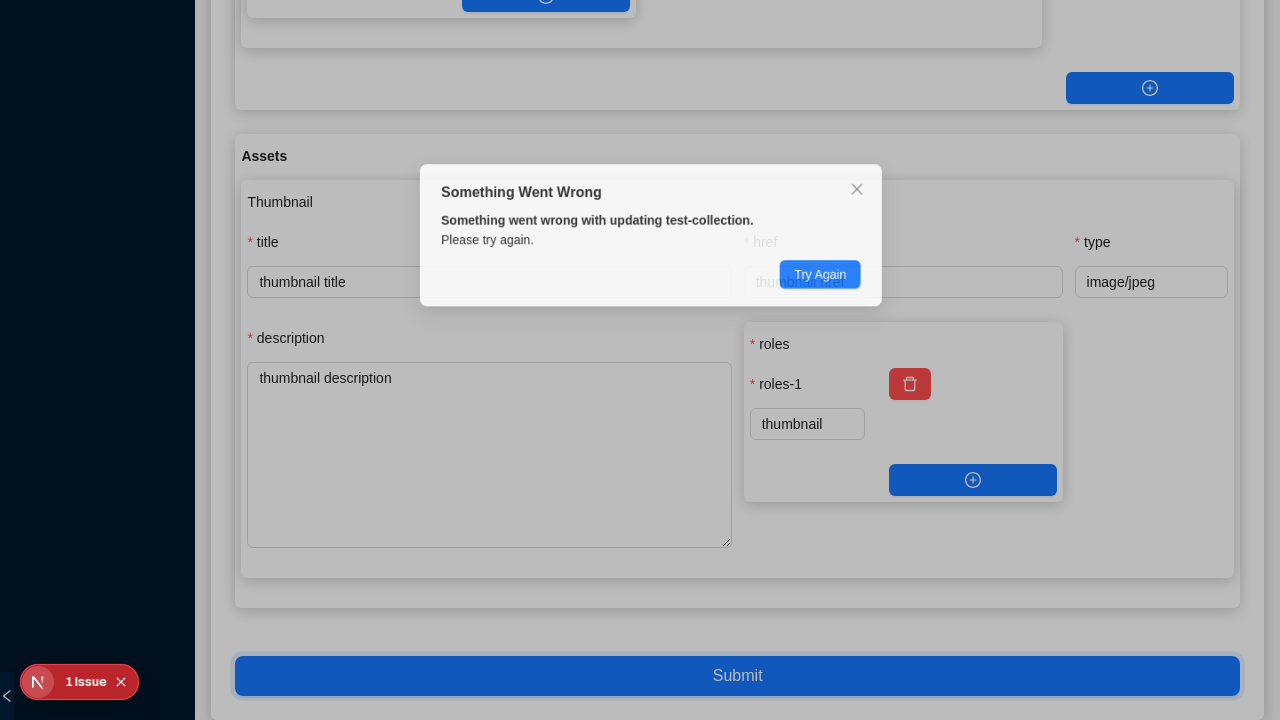 Assets
Something Went Wrong
Thumbnail
Something went wrong with updating test-collection.
Please try again.
* title
* href
* type
thumbnail title
thumbnail href
Try Again
image/jpeg
* description
* roles
thumbnail description
* roles-1
thumbnail
Submit
1 Issue